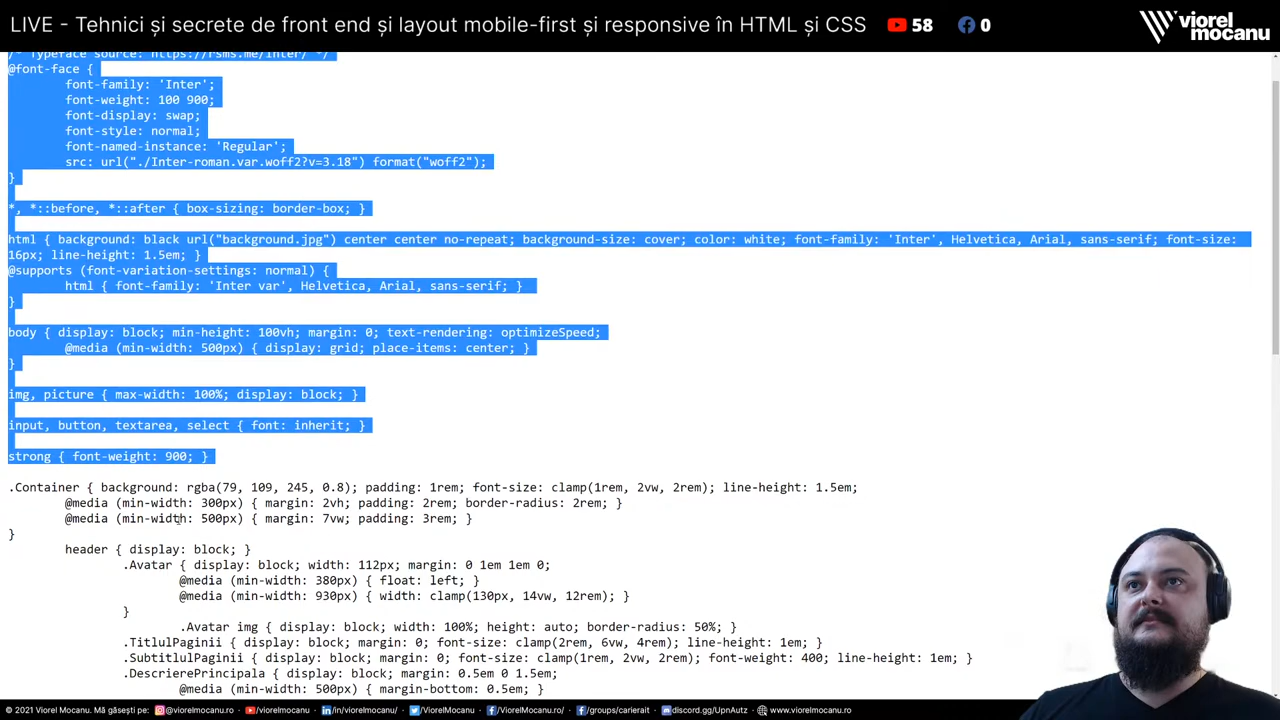 LIVE - Tehnici și secrete de front end și layout mobile-first și responsive în HTML și CSS 58 0 viorel mocanu
/* Typeface source: https://rsms.me/inter/ */
@font-face {
font-family: 'Inter';
font-weight: 100 900;
font-display: swap;
font-style: normal;
font-named-instance: 'Regular';
src: url("./Inter-roman.var.woff2?v=3.18") format("woff2");
}
*, *::before, *::after { box-sizing: border-box; }
html { background: black url("background.jpg") center center no-repeat; background-size: cover; color: white; font-family: 'Inter', Helvetica, Arial, sans-serif; font-size:
16px; line-height: 1.5em; }
@supports (font-variation-settings: normal) {
html { font-family: 'Inter var', Helvetica, Arial, sans-serif; }
}
body { display: block; min-height: 100vh; margin: 0; text-rendering: optimizeSpeed;
@media (min-width: 500px) { display: grid; place-items: center; }
}
img, picture { max-width: 100%; display: block; }
input, button, textarea, select { font: inherit; }
strong { font-weight: 900; }
.Container { background: rgba(79, 109, 245, 0.8); padding: 1rem; font-size: clamp(1rem, 2vw, 2rem); line-height: 1.5em;
@media (min-width: 300px) { margin: 2vh; padding: 2rem; border-radius: 2rem; }
@media (min-width: 500px) { margin: 7vw; padding: 3rem; }
}
header { display: block; }
.Avatar { display: block; width: 112px; margin: 0 1em 1em 0;
@media (min-width: 380px) { float: left; }
@media (min-width: 930px) { width: clamp(130px, 14vw, 12rem); }
}
.Avatar img { display: block; width: 100%; height: auto; border-radius: 50%; }
.TitlulPaginii { display: block; margin: 0; font-size: clamp(2rem, 6vw, 4rem); line-height: 1em; }
.SubtitlulPaginii { display: block; margin: 0; font-size: clamp(1rem, 2vw, 2rem); font-weight: 400; line-height: 1em; }
.DescrierePrincipala { display: block; margin: 0.5em 0 1.5em;
@media (min-width: 500px) { margin-bottom: 0.5em; }
© 2021 Viorel Mocanu. Mă găsești pe: @viorelmocanu.ro /viorelmocanu /in/viorelmocanu/ /ViorelMocanu /ViorelMocanu.ro/ /groups/carierait/ discord.gg/UpnAutz www.viorelmocanu.ro